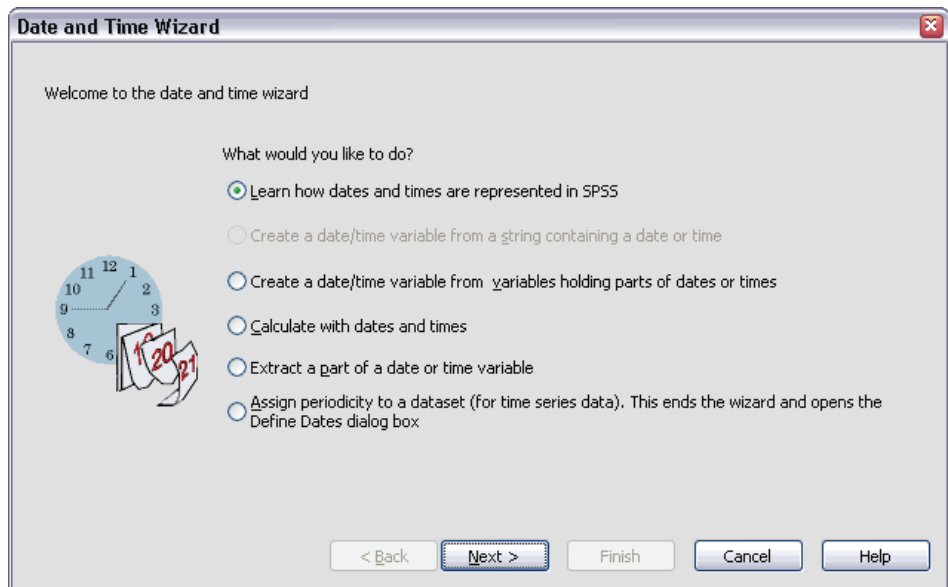 Date and Time Wizard
Welcome to the date and time wizard
What would you like to do?
Learn how dates and times are represented in SPSS
Create a date/time variable from a string containing a date or time
Create a date/time variable from variables holding parts of dates or times
Calculate with dates and times
Extract a part of a date or time variable
Assign periodicity to a dataset (for time series data). This ends the wizard and opens the
Define Dates dialog box
11 12 1
10 2
9 3
8
7 6
20 21
< Back Next > Finish Cancel Help